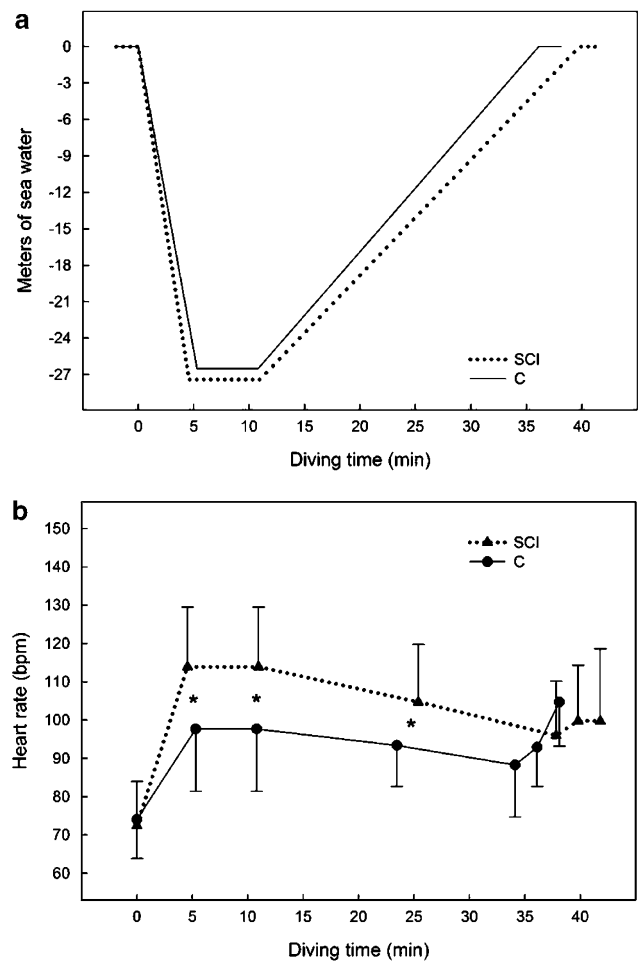 a
Meters of sea water
0
-3
-6
-9
-12
-15
-18
-21
-24
-27
SCI
C
0 5 10 15 20 25 30 35 40
Diving time (min)
b
Heart rate (bpm)
150
140
130
120
110
100
90
80
70
60
SCI
C
* * *
0 5 10 15 20 25 30 35 40
Diving time (min)